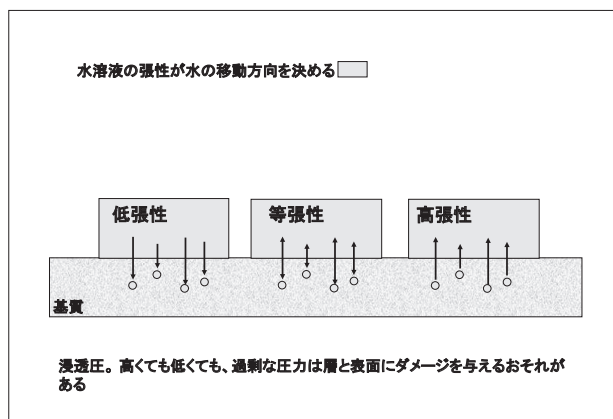 水溶液の張性が水の移動方向を決める
低張性
等張性
高張性
基質
浸透圧。高くても低くても、過剰な圧力は層と表面にダメージを与えるおそれが
ある